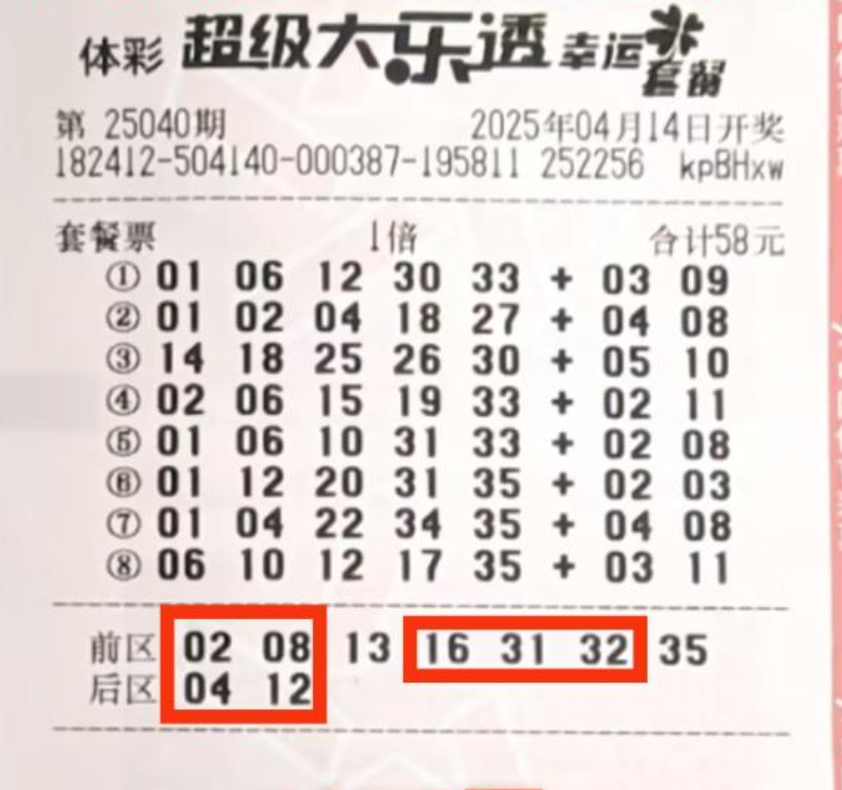 体彩 超级大乐透 幸运套餐
第 25040期 2025年04月14日开奖
182412-504140-000387-195811 252256 kpBHxw
套餐票 1倍 合计58元
① 01 06 12 30 33 + 03 09
② 01 02 04 18 27 + 04 08
③ 14 18 25 26 30 + 05 10
④ 02 06 15 19 33 + 02 11
⑤ 01 06 10 31 33 + 02 08
⑥ 01 12 20 31 35 + 02 03
⑦ 01 04 22 34 35 + 04 08
⑧ 06 10 12 17 35 + 03 11
前区 02 08 13 16 31 32 35
后区 04 12